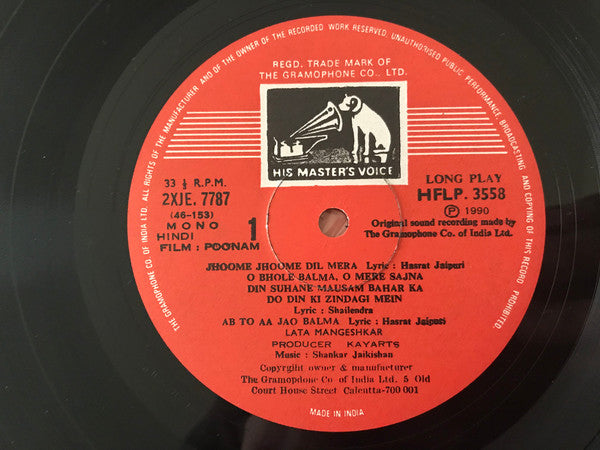 THE GRAMOPHONE CO. OF INDIA LTD. ALL RIGHTS OF THE MANUFACTURER AND OF THE OWNER OF THE RECORDED WORK RESERVED. UNAUTHORISED PUBLIC PERFORMANCE, BROADCASTING AND COPYING OF THIS RECORD PROHIBITED.
REGD. TRADE MARK OF
THE GRAMOPHONE CO. LTD.
HIS MASTER'S VOICE
33 ⅓ R.P.M.
2XJE. 7787
(46-153)
MONO
HINDI
FILM : POONAM
1
LONG PLAY
HFLP. 3558
Ⓟ 1990
Original sound recording made by
The Gramophone Co. of India Ltd.
JHOOME JHOOME DIL MERA Lyric : Hasrat Jaipuri
O BHOLE BALMA, O MERE SAJNA
DIN SUHANE MAUSAM BAHAR KA
DO DIN KI ZINDAGI MEIN
Lyric : Shailendra
AB TO AA JAO BALMA Lyric : Hasrat Jaipuri
LATA MANGESHKAR
PRODUCER KAYARTS
Music : Shankar Jaikishan
Copyright owner & manufacturer
The Gramopdone Co of India Ltd. 5 Old
Court House Street Calcutta-700 001
MADE IN INDIA